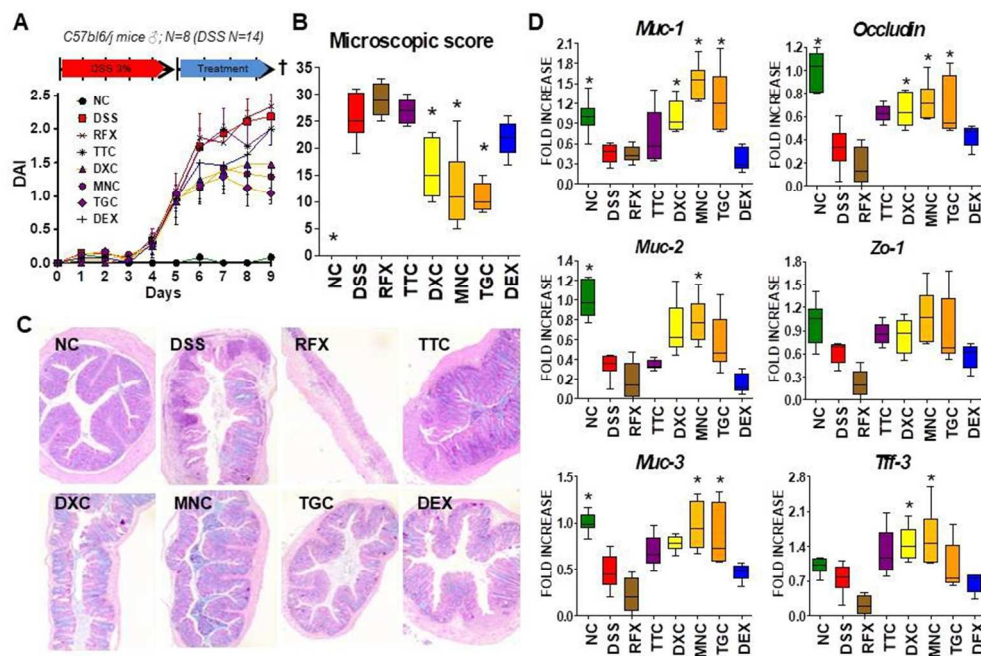 A
C57bl6/j mice ♂; N=8 (DSS N=14)
DSS 3%
Treatment
†
DAI
2.5
2.0
1.5
1.0
0.5
0.0
NC
DSS
RFX
TTC
DXC
MNC
TGC
DEX
0 1 2 3 4 5 6 7 8 9
Days
B
Microscopic score
35
30
25
20
15
10
5
0
*
*
*
*
NC DSS RFX TTC DXC MNC TGC DEX
C
NC DSS RFX TTC
DXC MNC TGC DEX
D
Muc-1
FOLD INCREASE
2.1
1.8
1.5
1.2
0.9
0.6
0.3
0.0
* * * *
NC DSS RFX TTC DXC MNC TGC DEX
Occludin
FOLD INCREASE
1.2
1.0
0.8
0.6
0.4
0.2
0.0
* * * *
NC DSS RFX TTC DXC MNC TGC DEX
Muc-2
FOLD INCREASE
1.4
1.2
1.0
0.8
0.6
0.4
0.2
0.0
* *
NC DSS RFX TTC DXC MNC TGC DEX
Zo-1
FOLD INCREASE
1.8
1.5
1.2
0.9
0.6
0.3
0.0
NC DSS RFX TTC DXC MNC TGC DEX
Muc-3
FOLD INCREASE
1.5
1.0
0.5
0.0
* * *
NC DSS RFX TTC DXC MNC TGC DEX
Tff-3
FOLD INCREASE
2.8
2.1
1.4
0.7
0.0
* *
NC DSS RFX TTC DXC MNC TGC DEX